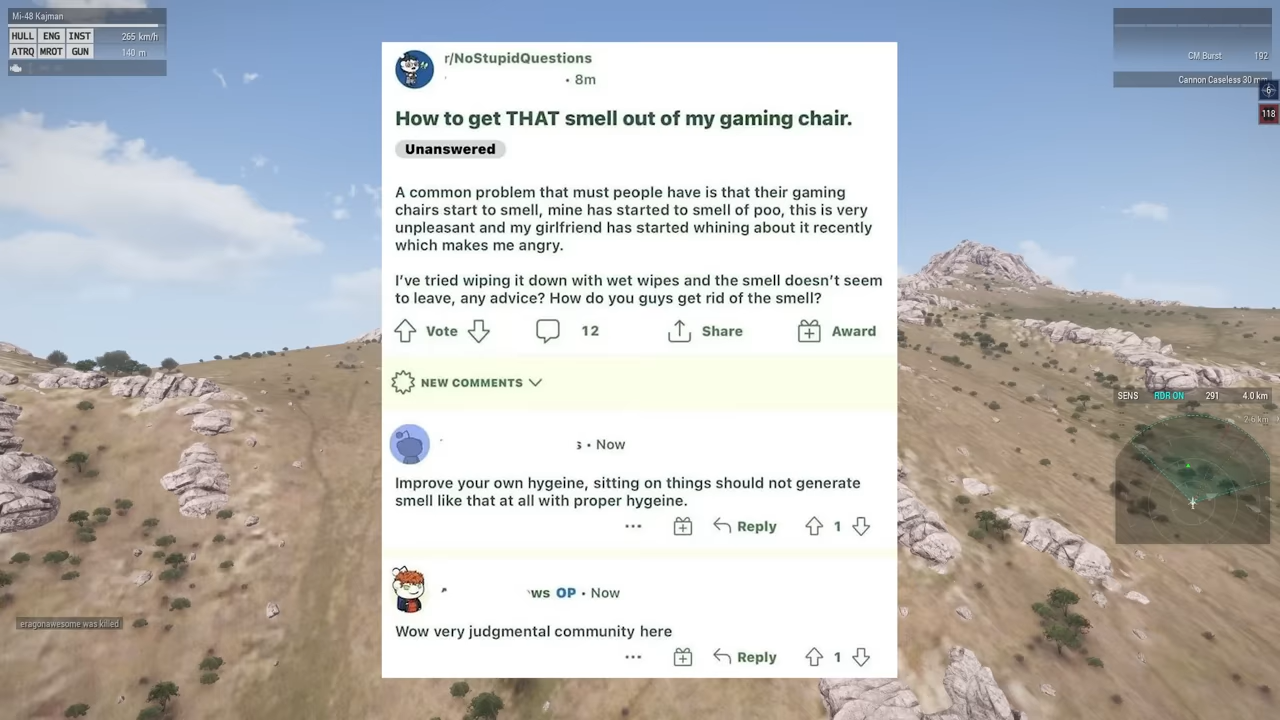 Mi-48 Kajman
HULL ENG INST 265 km/h
ATRQ MROT GUN 140 m
CM Burst 192
Cannon Caseless 30 mm
6
118
r/NoStupidQuestions
• 8m
How to get THAT smell out of my gaming chair.
Unanswered
A common problem that must people have is that their gaming
chairs start to smell, mine has started to smell of poo, this is very
unpleasant and my girlfriend has started whining about it recently
which makes me angry.
I've tried wiping it down with wet wipes and the smell doesn't seem
to leave, any advice? How do you guys get rid of the smell?
Vote 12 Share Award
NEW COMMENTS
s • Now
Improve your own hygeine, sitting on things should not generate
smell like that at all with proper hygeine.
Reply 1
ws OP • Now
Wow very judgmental community here
Reply 1
SENS RDR ON 291 4.0 km
eragonawesome was killed